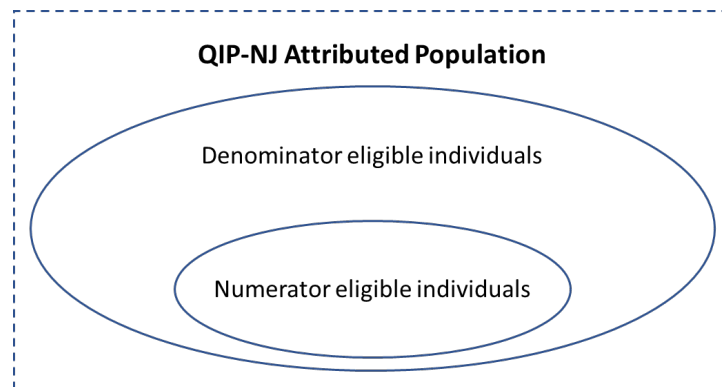 QIP-NJ Attributed Population
Denominator eligible individuals
Numerator eligible individuals